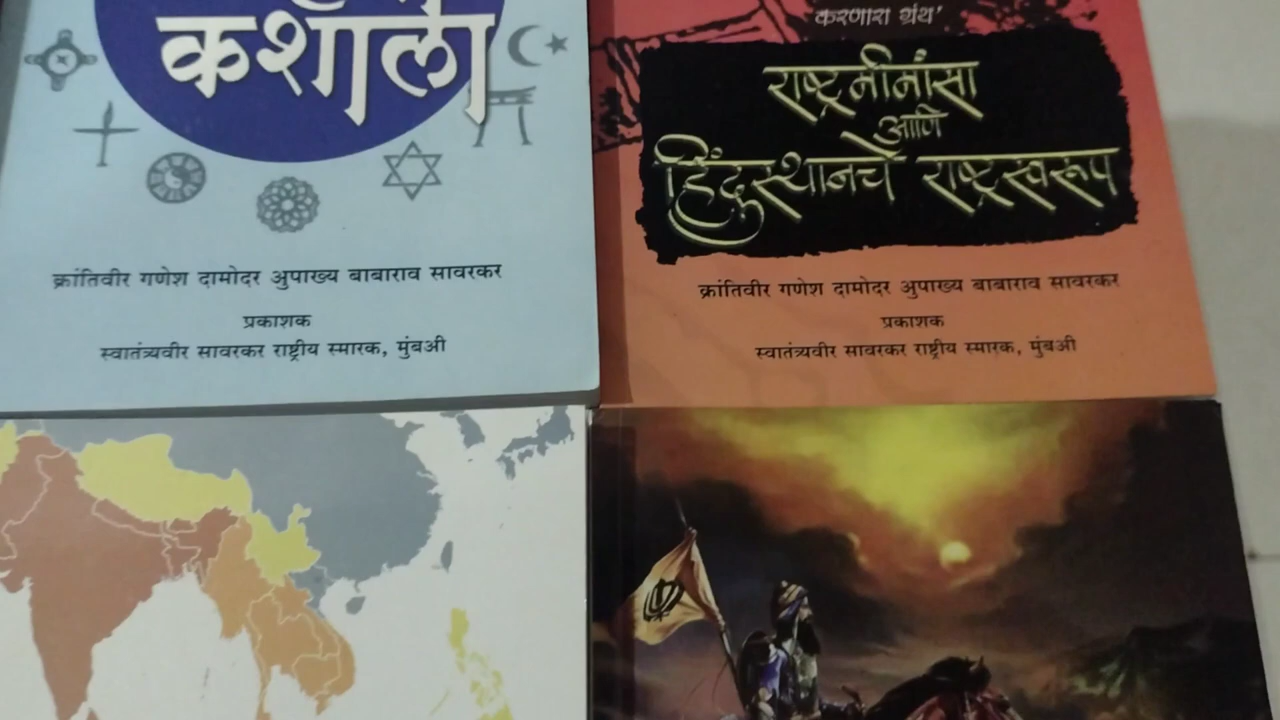 कशाला
क्रांतिवीर गणेश दामोदर अुपाख्य बाबाराव सावरकर
प्रकाशक
स्वातंत्र्यवीर सावरकर राष्ट्रीय स्मारक, मुंबअी
करणारा ग्रंथ'
राष्ट्रमीमांसा
आणि
हिंदुस्थानचे राष्ट्रस्वरूप
क्रांतिवीर गणेश दामोदर अुपाख्य बाबाराव सावरकर
प्रकाशक
स्वातंत्र्यवीर सावरकर राष्ट्रीय स्मारक, मुंबअी